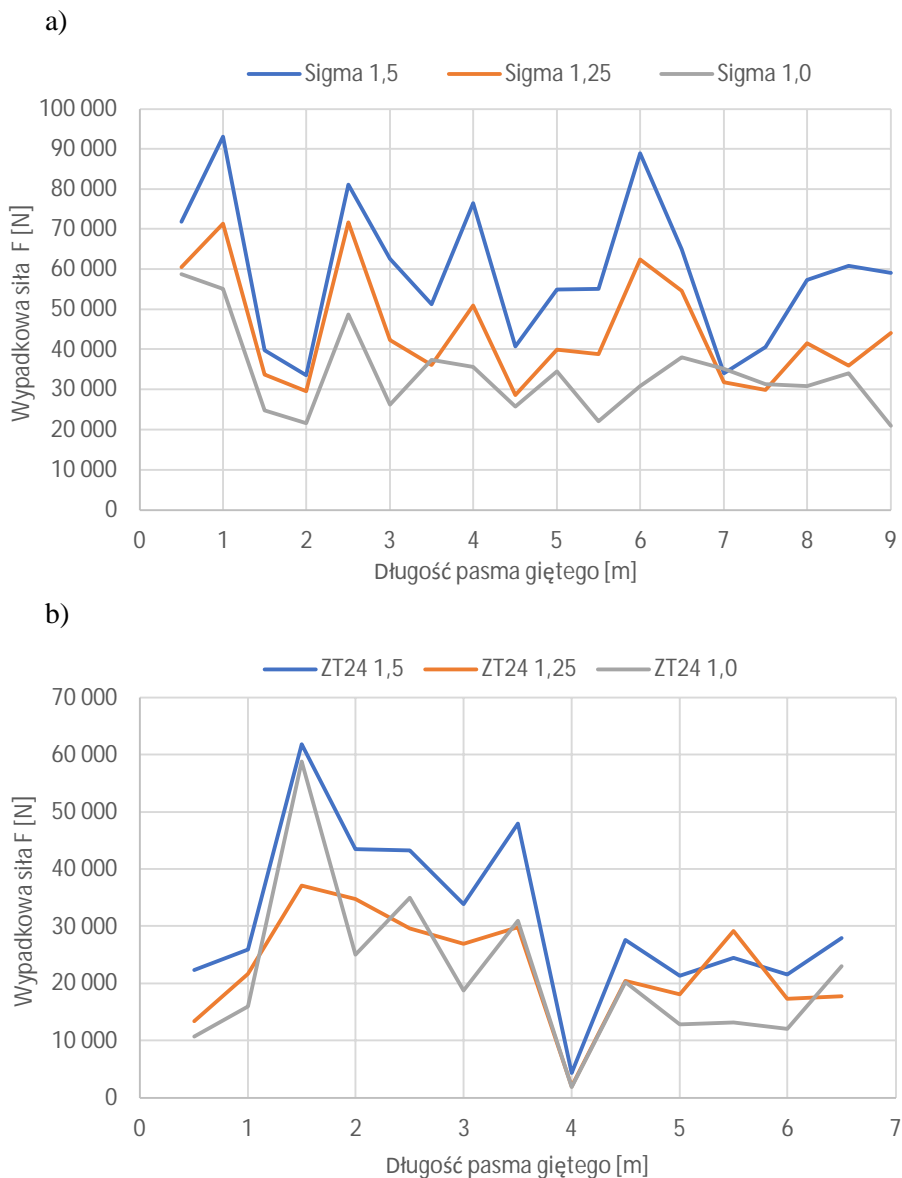 a)
Sigma 1,5 Sigma 1,25 Sigma 1,0
100 000
90 000
80 000
70 000
60 000
50 000
40 000
30 000
20 000
10 000
0
Wypadkowa siła F [N]
0 1 2 3 4 5 6 7 8 9
Długość pasma giętego [m]
b)
ZT24 1,5 ZT24 1,25 ZT24 1,0
70 000
60 000
50 000
40 000
30 000
20 000
10 000
0
Wypadkowa siła F [N]
0 1 2 3 4 5 6 7
Długość pasma giętego [m]